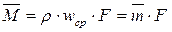 M̅ = ρ · w_ср · F = m̅ · F